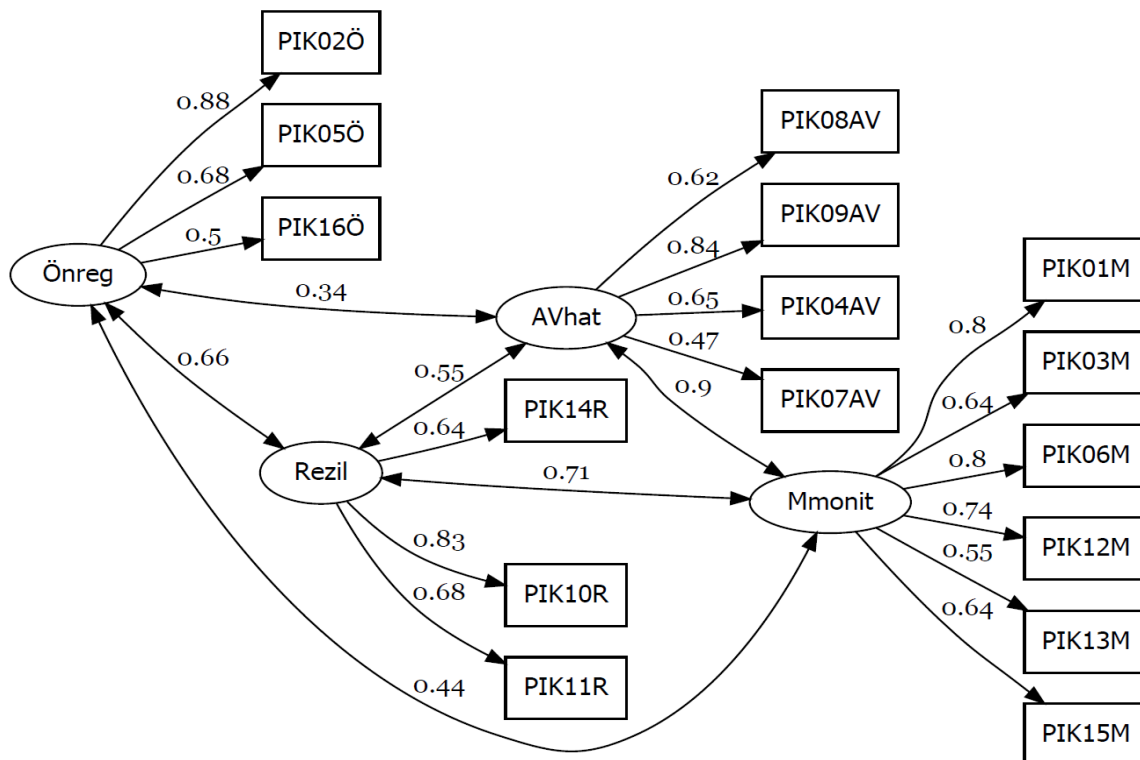 PIK02Ö
0.88
PIK05Ö
0.68
PIK16Ö
0.5
Önreg
0.34
0.66
PIK08AV
0.62
PIK09AV
0.84
PIK04AV
0.65
AVhat
0.47
PIK07AV
0.55
0.9
PIK14R
0.64
Rezil
0.71
0.83
PIK10R
0.68
PIK11R
0.44
PIK01M
0.8
PIK03M
0.64
PIK06M
0.8
Mmonit
0.74
PIK12M
0.55
PIK13M
0.64
PIK15M